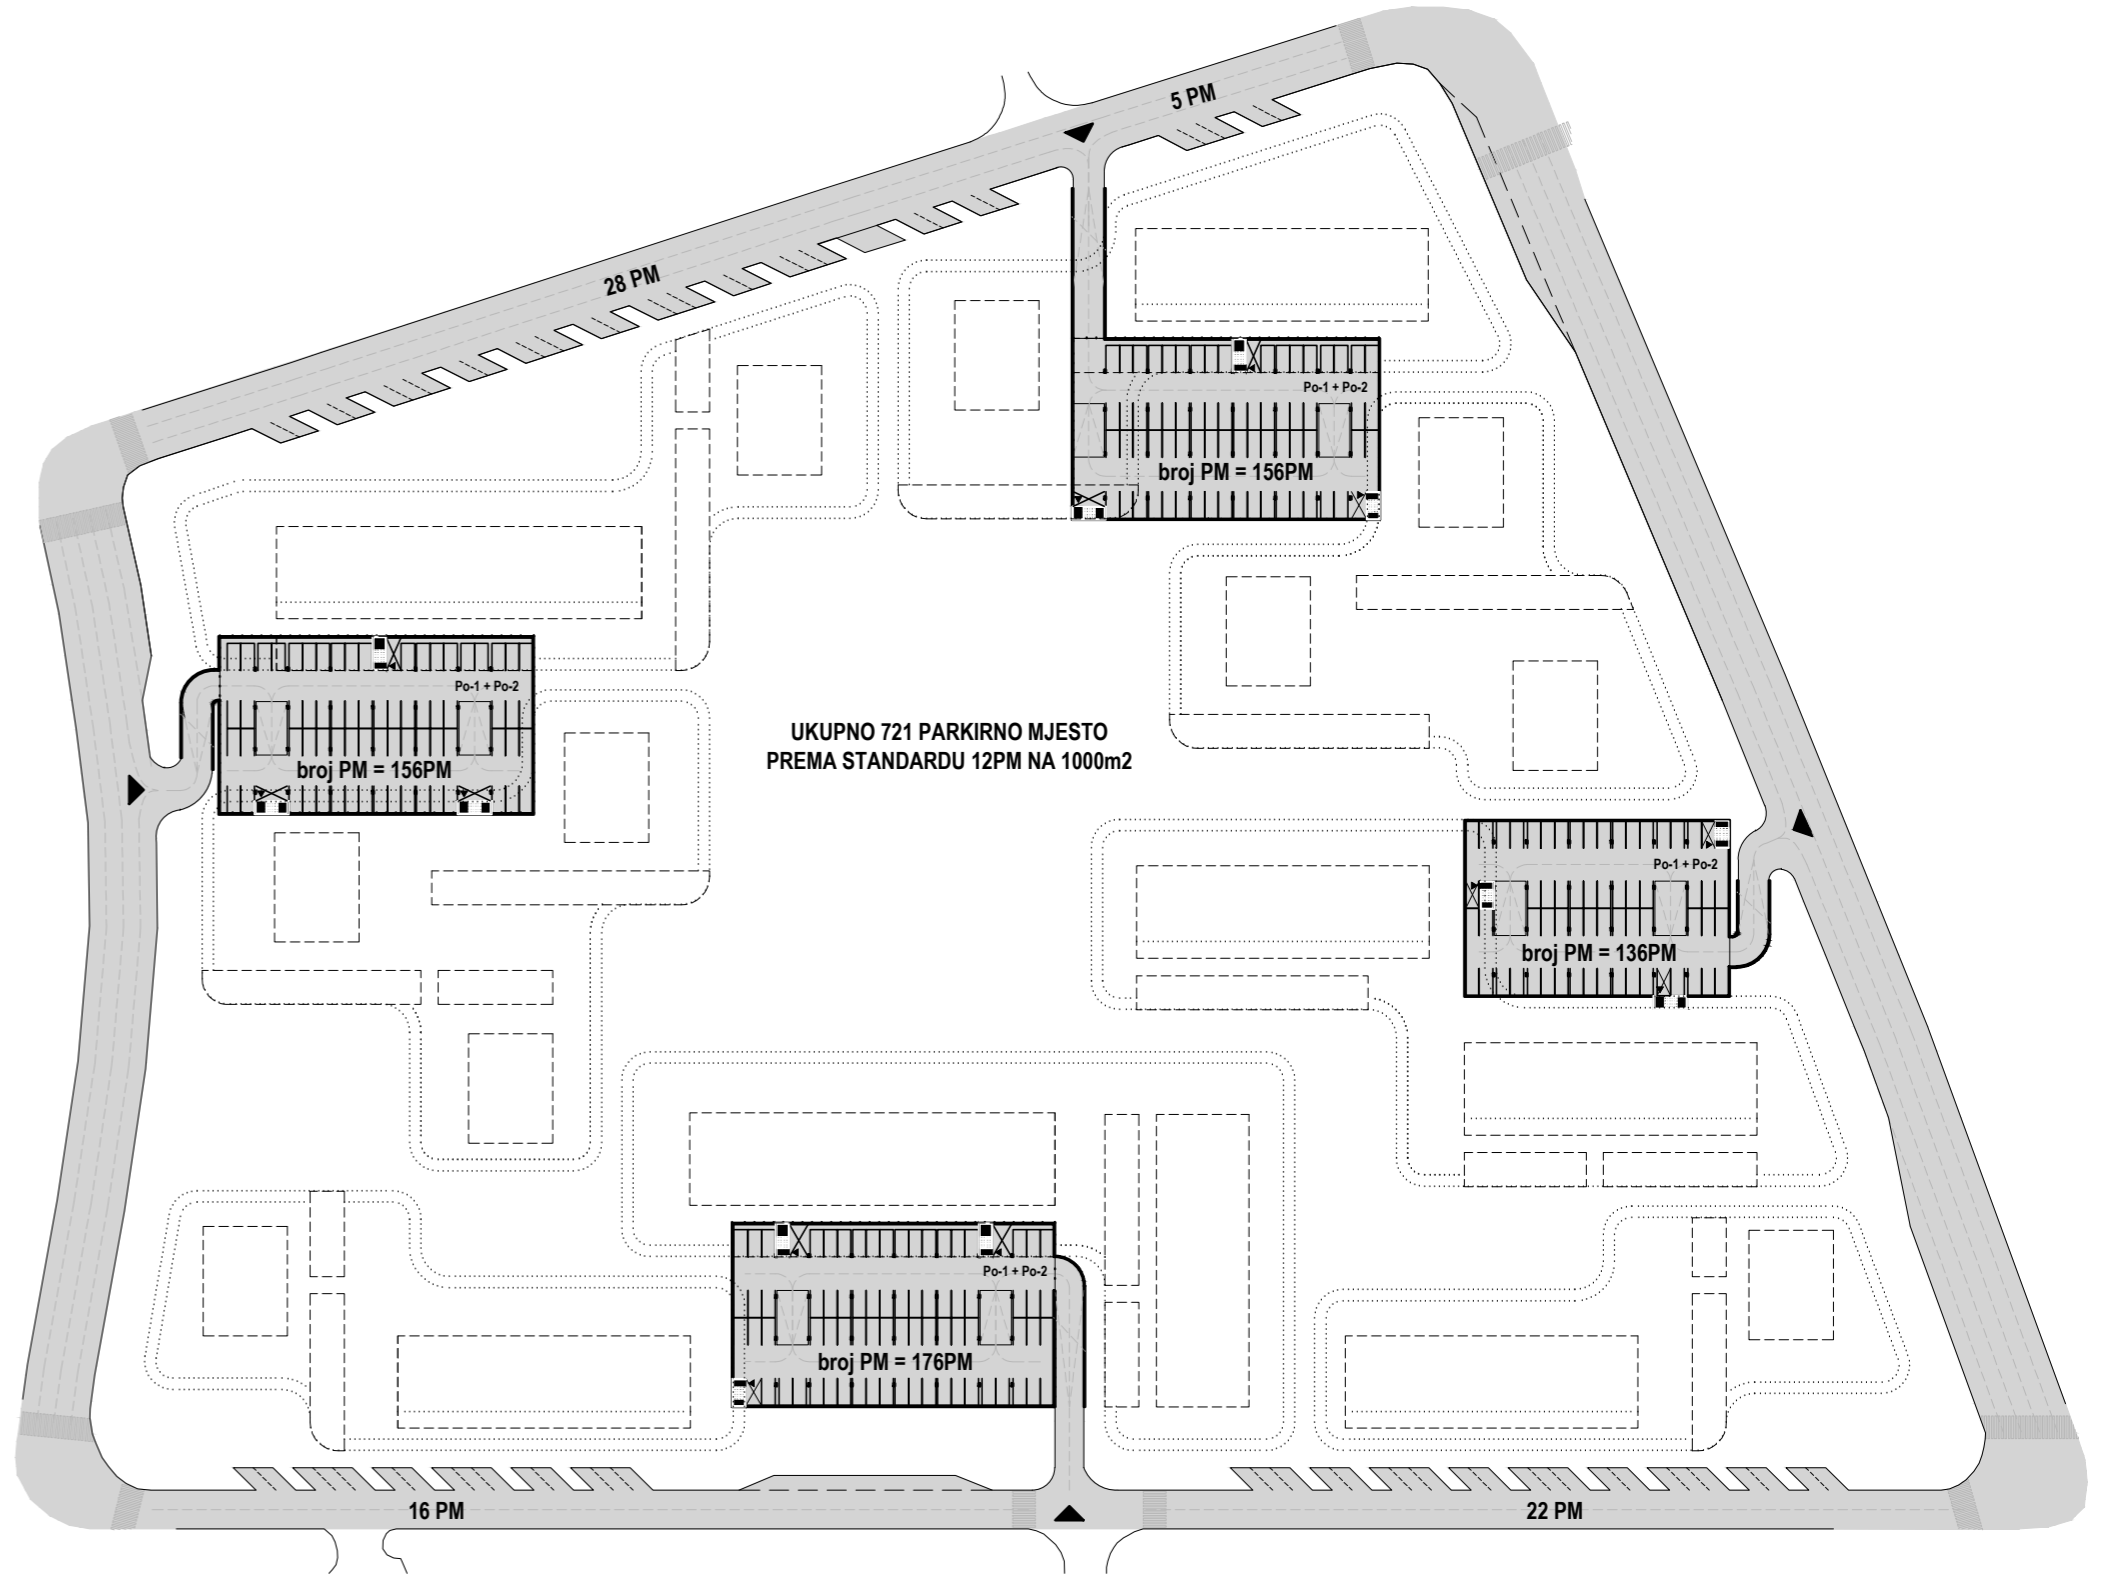 5 PM
28 PM
Po-1 + Po-2
broj PM = 156PM
Po-1 + Po-2
broj PM = 156PM
UKUPNO 721 PARKIRNO MJESTO
PREMA STANDARDU 12PM NA 1000m2
Po-1 + Po-2
broj PM = 136PM
Po-1 + Po-2
broj PM = 176PM
16 PM
22 PM